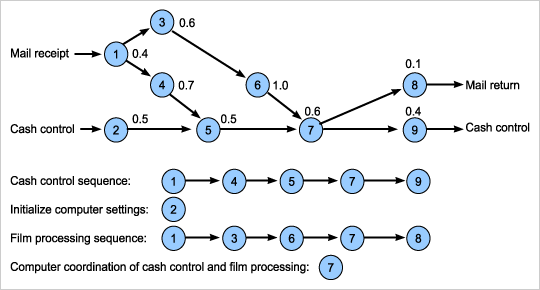 3 0.6
Mail receipt 1 0.4
4 0.7 6 1.0 0.1 8 Mail return
Cash control 2 0.5 5 0.5 7 0.6 9 0.4 Cash control
Cash control sequence: 1 4 5 7 9
Initialize computer settings: 2
Film processing sequence: 1 3 6 7 8
Computer coordination of cash control and film processing: 7